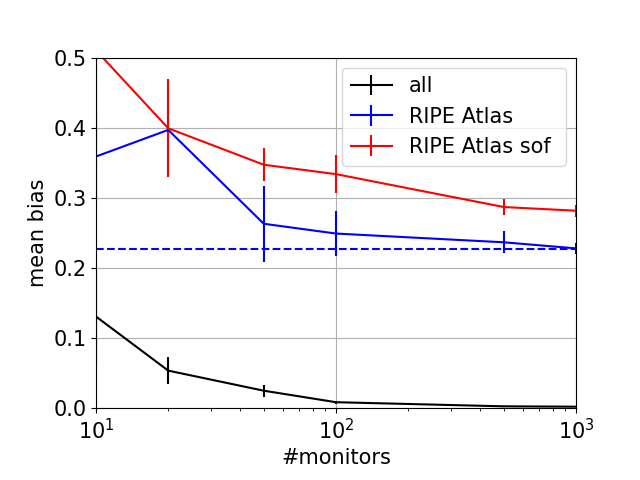 0.5
0.4
0.3
0.2
0.1
0.0
mean bias
all
RIPE Atlas
RIPE Atlas sof
10¹
10²
10³
#monitors